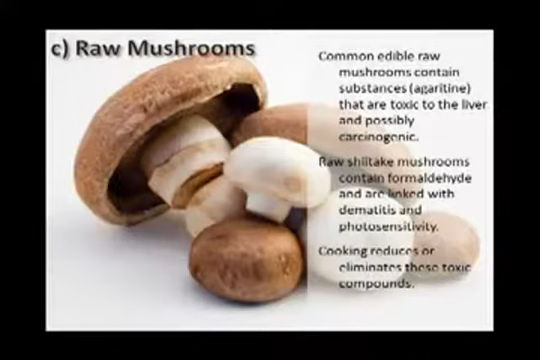 c) Raw Mushrooms
Common edible raw
mushrooms contain
substances (agaritine)
that are toxic to the liver
and possibly
carcinogenic.
Raw shiitake mushrooms
contain formaldehyde
and are linked with
dematitis and
photosensitivity.
Cooking reduces or
eliminates these toxic
compounds.